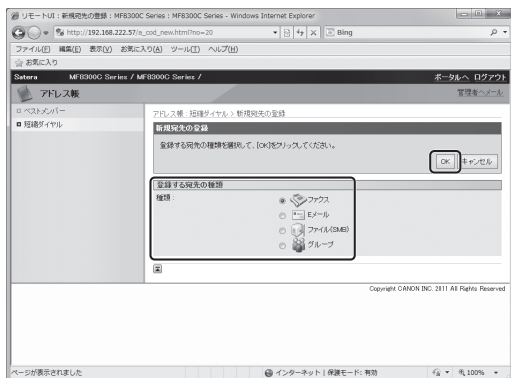 リモートUI : 新規宛先の登録 : MF8300C Series : MF8300C Series - Windows Internet Explorer
http://192.168.222.57/a_cod_new.html?no=20
Bing
ファイル(F) 編集(E) 表示(V) お気に入り(A) ツール(T) ヘルプ(H)
お気に入り
Satera MF8300C Series / MF8300C Series / ポータルへ ログアウト
アドレス帳 管理者へメール
ベストメンバー
短縮ダイヤル
アドレス帳 : 短縮ダイヤル > 新規宛先の登録
新規宛先の登録
登録する宛先の種類を選択して、[OK]をクリックしてください。
OK キャンセル
登録する宛先の種類
種類 :
ファクス
Eメール
ファイル(SMB)
グループ
Copyright CANON INC. 2011 All Rights Reserved
ページが表示されました インターネット | 保護モード: 有効 100%